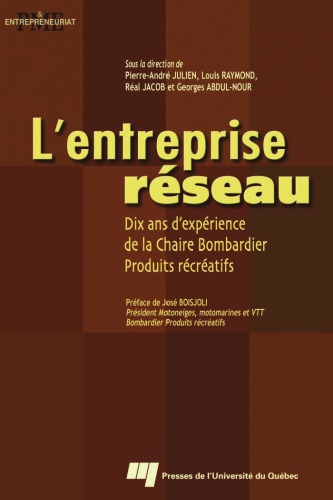 PME &
ENTREPRENEURIAT
Sous la direction de
Pierre-André JULIEN, Louis RAYMOND,
Réal JACOB et Georges ABDUL-NOUR
L'entreprise
réseau
Dix ans d'expérience
de la Chaire Bombardier
Produits récréatifs
Préface de José BOISJOLI
Président Motoneiges, motomarines et VTT
Bombardier Produits récréatifs
Presses de l'Université du Québec